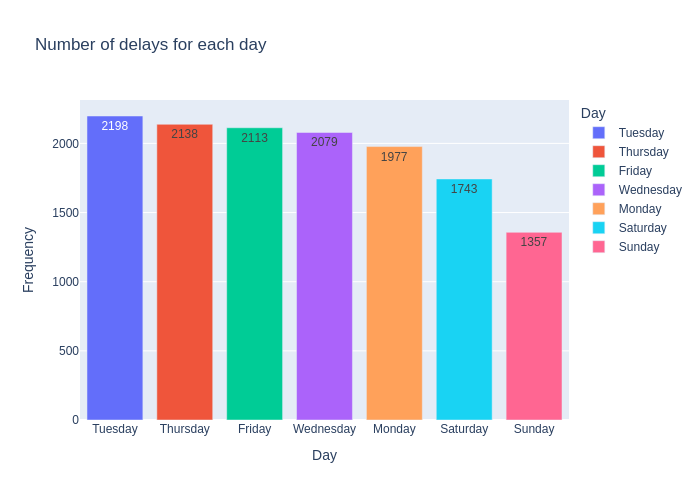 Number of delays for each day
Day
Tuesday
Thursday
Friday
Wednesday
Monday
Saturday
Sunday
Frequency
2000
1500
1000
500
0
2198
2138
2113
2079
1977
1743
1357
Tuesday Thursday Friday Wednesday Monday Saturday Sunday
Day